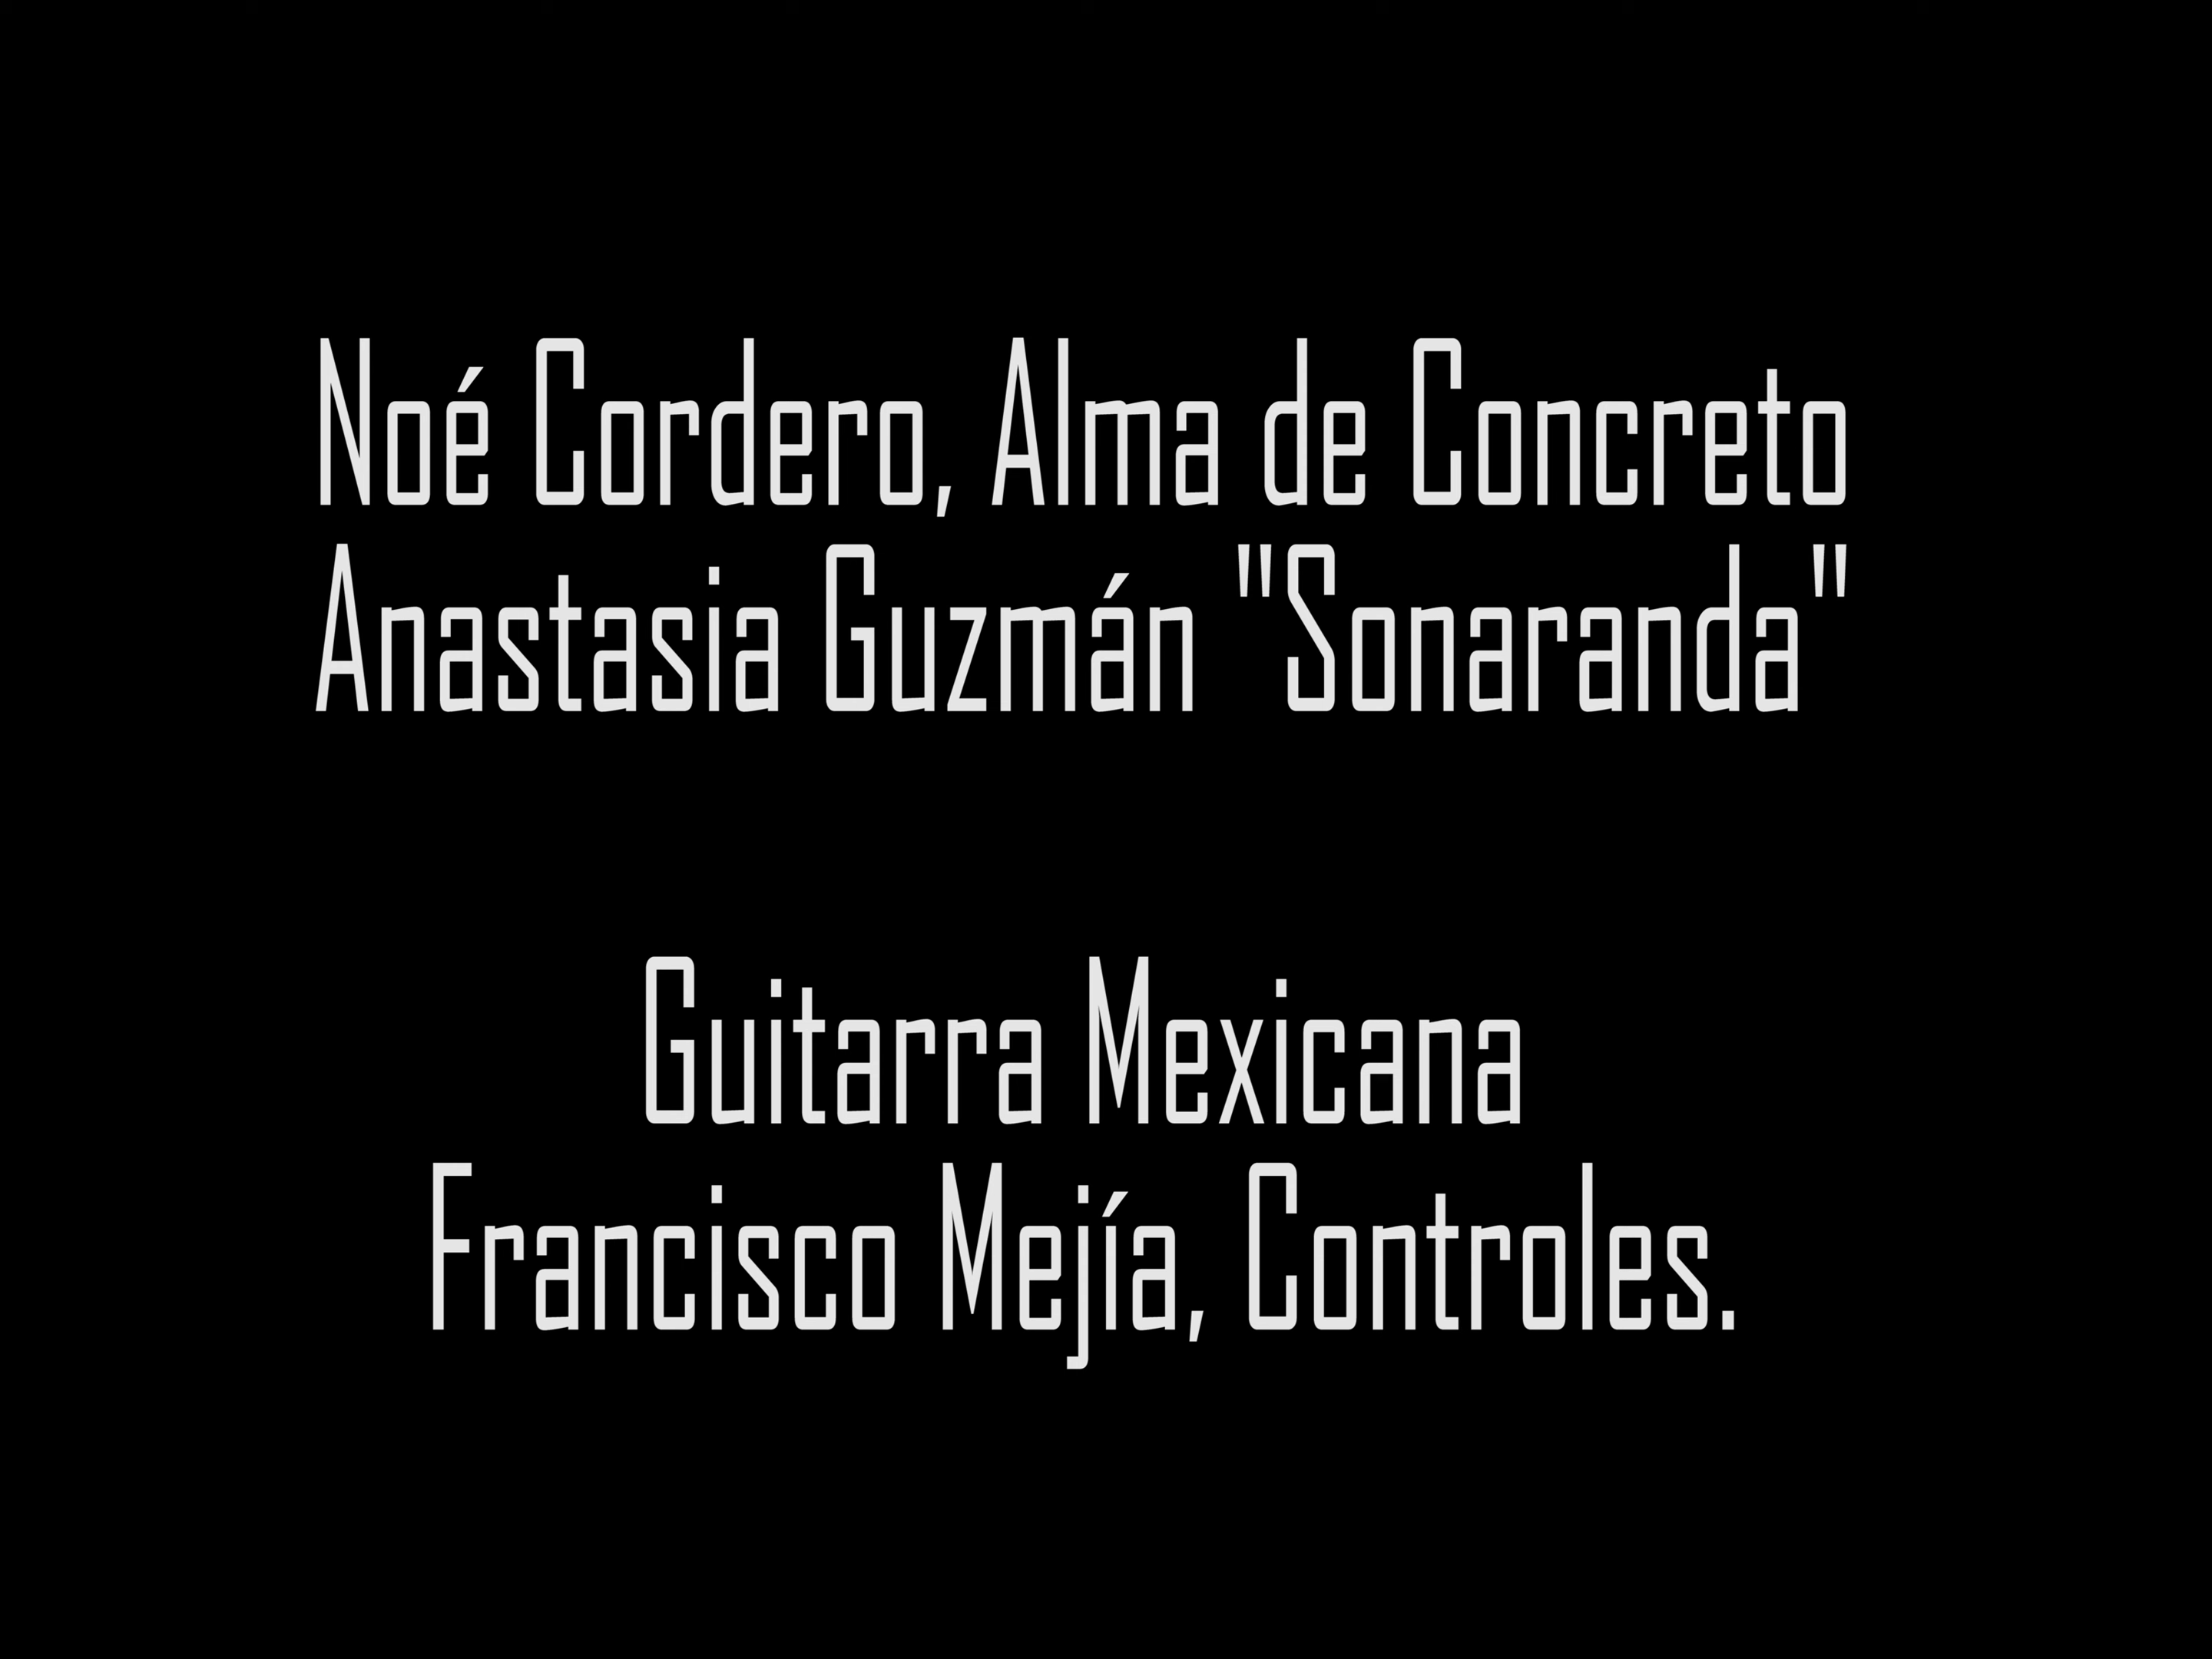 Noé Cordero, Alma de Concreto
Anastasia Guzmán "Sonaranda"
Guitarra Mexicana
Francisco Mejía, Controles.